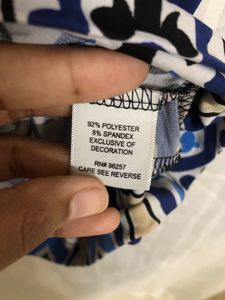 92% POLYESTER
8% SPANDEX
EXCLUSIVE OF
DECORATION
RN# 96257
CARE SEE REVERSE